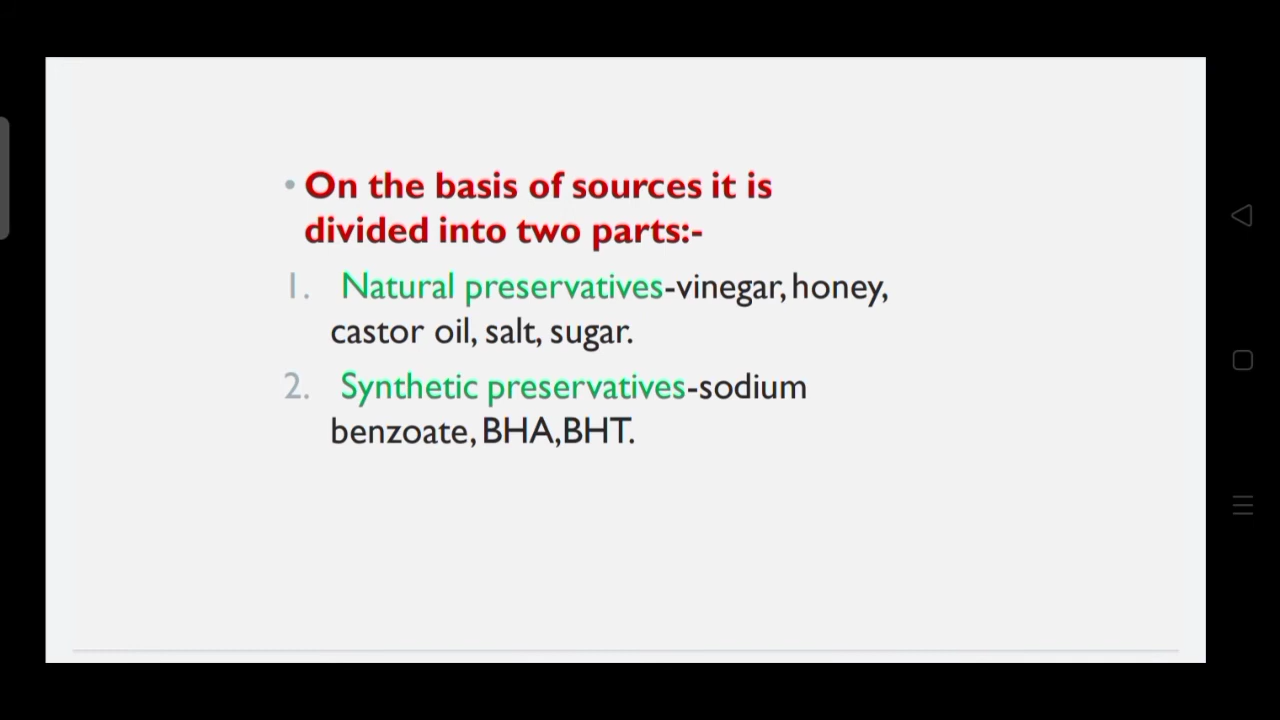 • On the basis of sources it is
divided into two parts:-
1. Natural preservatives-vinegar, honey,
castor oil, salt, sugar.
2. Synthetic preservatives-sodium
benzoate, BHA,BHT.